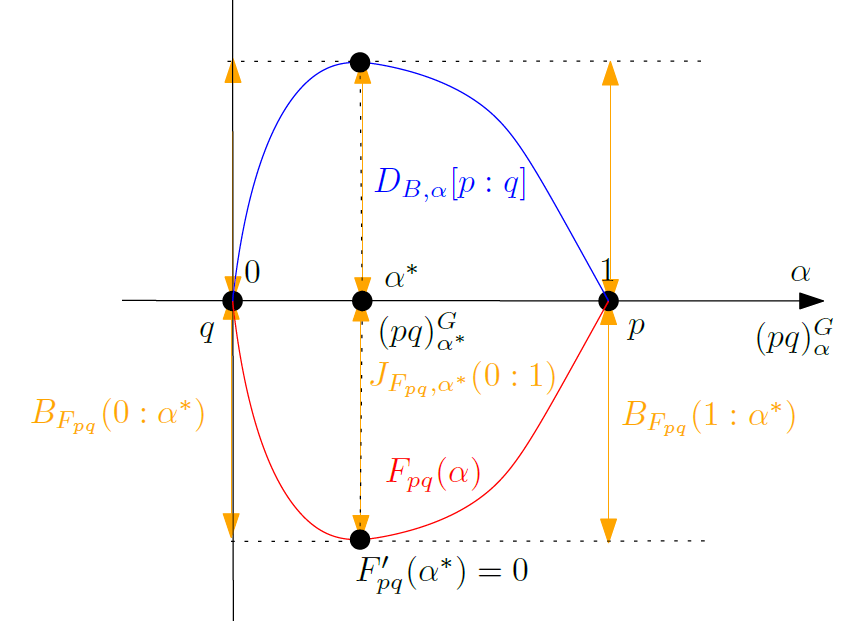 D_{B,α}[p : q]
0
α*
1
α
q
(pq)^G_{α*}
p
(pq)^G_α
J_{F_{pq},α*}(0 : 1)
B_{F_{pq}}(0 : α*)
B_{F_{pq}}(1 : α*)
F_{pq}(α)
F′_{pq}(α*) = 0